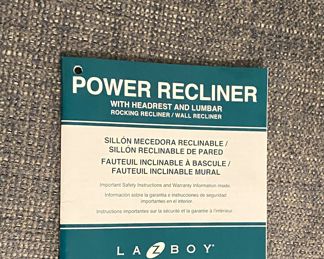 POWER RECLINER
WITH HEADREST AND LUMBAR
ROCKING RECLINER / WALL RECLINER
SILLÓN MECEDORA RECLINABLE /
SILLÓN RECLINABLE DE PARED
FAUTEUIL INCLINABLE À BASCULE /
FAUTEUIL INCLINABLE MURAL
Important Safety Instructions and Warranty Information inside.
Información sobre la garantía e instrucciones de seguridad
importantes en el interior.
Instructions importantes sur la sécurité et la garantie à l'intérieur.
LA Z BOY®